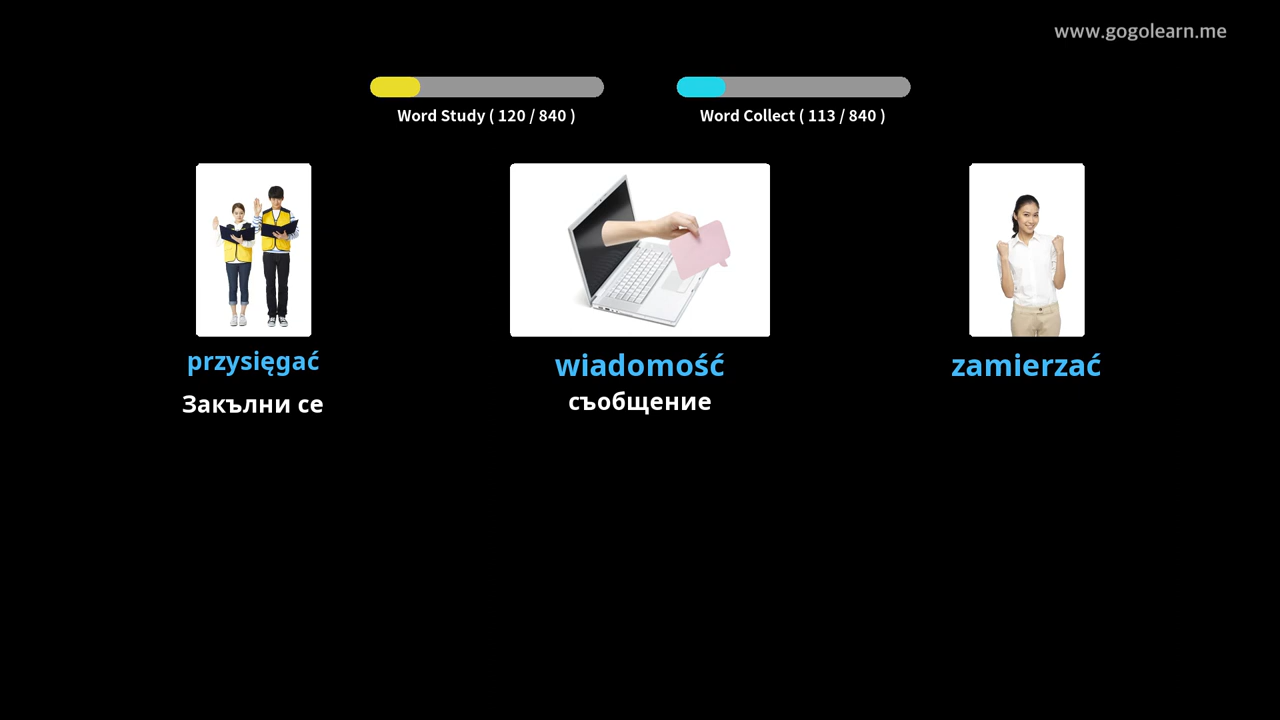 www.gogolearn.me
Word Study ( 120 / 840 )
Word Collect ( 113 / 840 )
przysięgać
wiadomość
zamierzać
Закълни се
съобщение